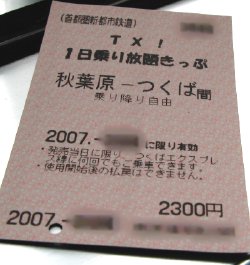 (首都圏新都市鉄道)
TX!
1日乗り放題きっぷ
秋葉原－つくば間
乗り降り自由
2007.- に限り有効
・発売当日に限り、つくばエクスプレ
ス線に何回でもご乗車できます。
・使用開始後の払戻はできません。
2007.- 2300円